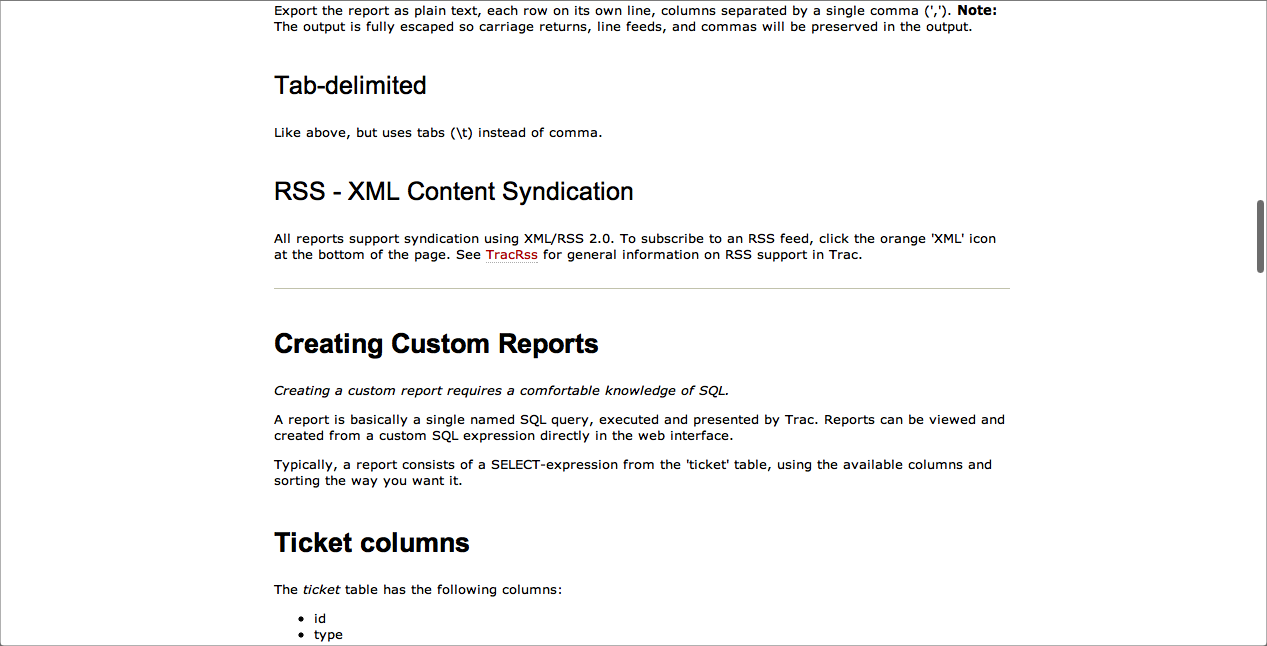 Export the report as plain text, each row on its own line, columns separated by a single comma (','). Note:
The output is fully escaped so carriage returns, line feeds, and commas will be preserved in the output.
Tab-delimited
Like above, but uses tabs (\t) instead of comma.
RSS - XML Content Syndication
All reports support syndication using XML/RSS 2.0. To subscribe to an RSS feed, click the orange 'XML' icon
at the bottom of the page. See TracRss for general information on RSS support in Trac.
Creating Custom Reports
Creating a custom report requires a comfortable knowledge of SQL.
A report is basically a single named SQL query, executed and presented by Trac. Reports can be viewed and
created from a custom SQL expression directly in the web interface.
Typically, a report consists of a SELECT-expression from the 'ticket' table, using the available columns and
sorting the way you want it.
Ticket columns
The ticket table has the following columns:
• id
• type